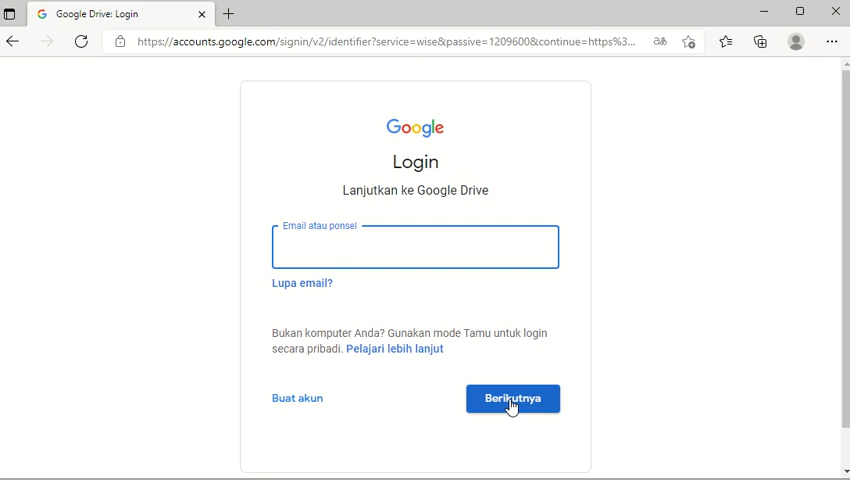 Google Drive: Login
https://accounts.google.com/signin/v2/identifier?service=wise&passive=1209600&continue=https%3...
aあ
Google
Login
Lanjutkan ke Google Drive
Email atau ponsel
Lupa email?
Bukan komputer Anda? Gunakan mode Tamu untuk login
secara pribadi. Pelajari lebih lanjut
Buat akun
Berikutnya